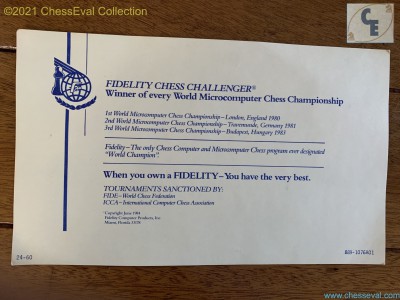 ©2021 ChessEval Collection
CE
FIDELITY CHESS CHALLENGER®
Winner of every World Microcomputer Chess Championship
1st World Microcomputer Chess Championship—London, England 1980
2nd World Microcomputer Chess Championship—Travemunde, Germany 1981
3rd World Microcomputer Chess Championship—Budapest, Hungary 1983
Fidelity—The only Chess Computer and Microcomputer Chess program ever designated
"World Champion".
When you own a FIDELITY—You have the very best.
TOURNAMENTS SANCTIONED BY:
FIDE—World Chess Federation
ICCA—International Computer Chess Association
Copyright June 1984
Fidelity Computer Products, Inc.
Miami, Florida 33178
24-60
www.chesseval.com